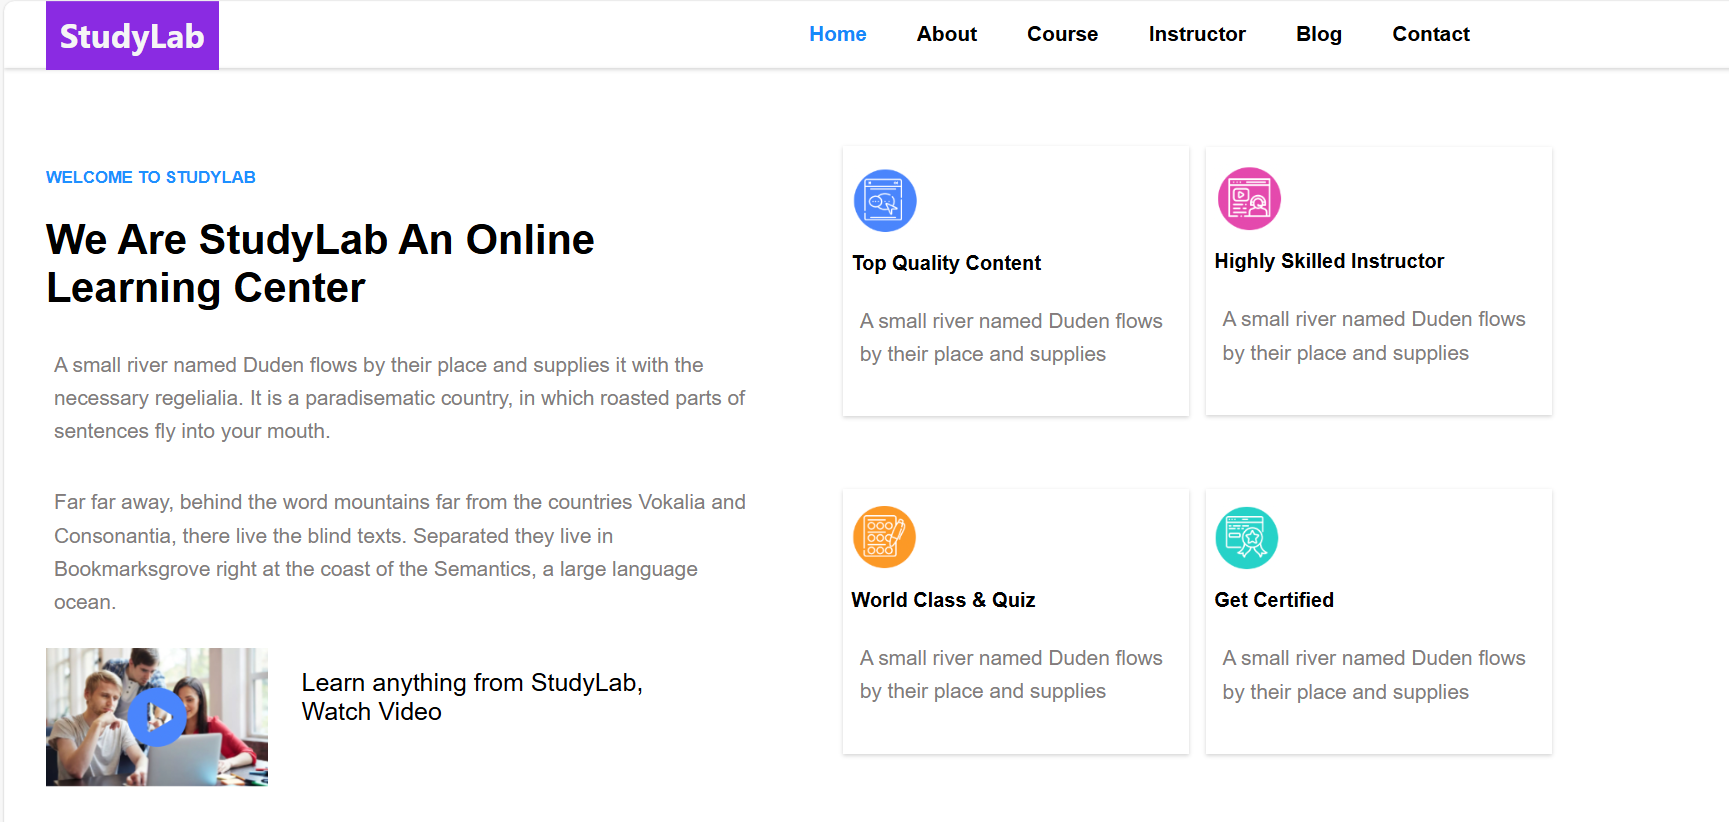 StudyLab
Home About Course Instructor Blog Contact
WELCOME TO STUDYLAB
We Are StudyLab An Online
Learning Center
A small river named Duden flows by their place and supplies it with the
necessary regelialia. It is a paradisematic country, in which roasted parts of
sentences fly into your mouth.
Far far away, behind the word mountains far from the countries Vokalia and
Consonantia, there live the blind texts. Separated they live in
Bookmarksgrove right at the coast of the Semantics, a large language
ocean.
Learn anything from StudyLab,
Watch Video
Top Quality Content
A small river named Duden flows
by their place and supplies
Highly Skilled Instructor
A small river named Duden flows
by their place and supplies
World Class & Quiz
A small river named Duden flows
by their place and supplies
Get Certified
A small river named Duden flows
by their place and supplies